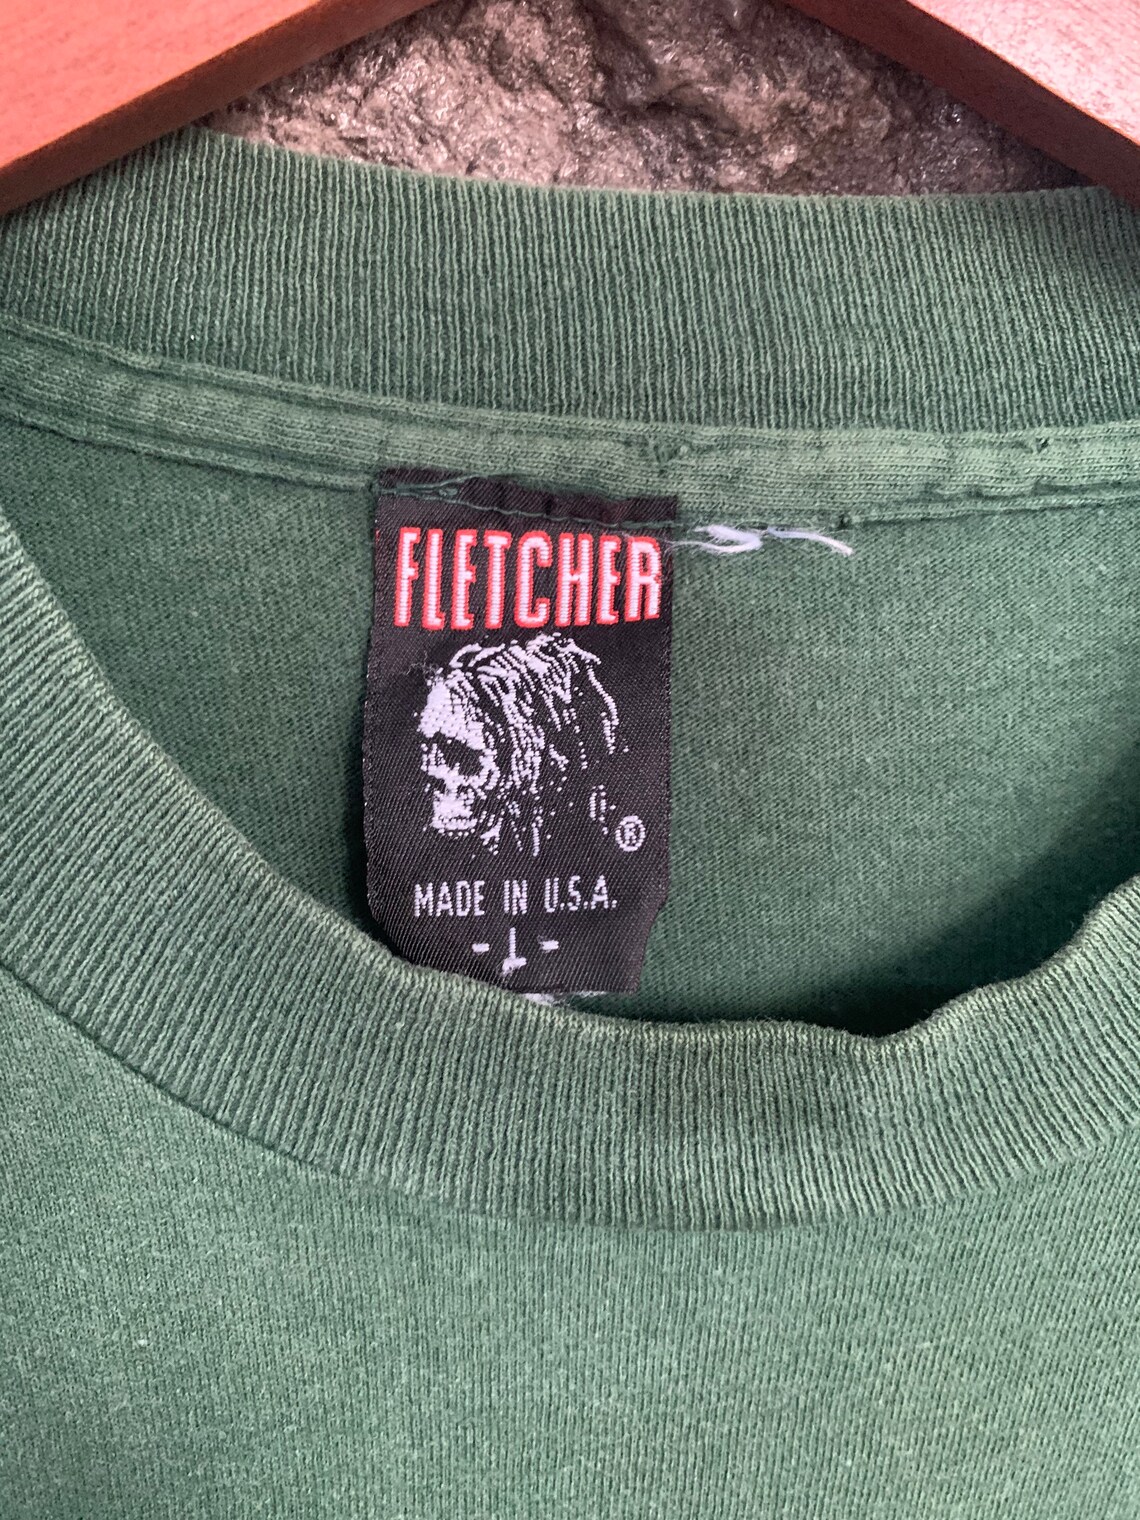 FLETCHER
®
MADE IN U.S.A.
- L -